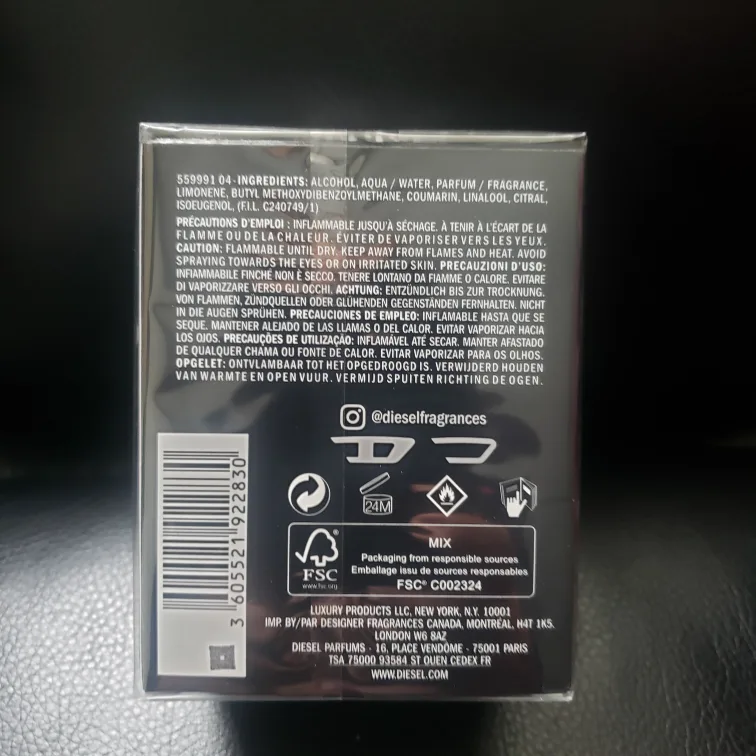 559991 04 - INGREDIENTS: ALCOHOL, AQUA / WATER, PARFUM / FRAGRANCE,
LIMONENE, BUTYL METHOXYDIBENZOYLMETHANE, COUMARIN, LINALOOL, CITRAL,
ISOEUGENOL, (F.I.L. C240749/1)
PRÉCAUTIONS D'EMPLOI : INFLAMMABLE JUSQU'À SÉCHAGE. À TENIR À L'ÉCART DE LA
FLAMME OU DE LA CHALEUR. ÉVITER DE VAPORISER VERS LES YEUX.
CAUTION: FLAMMABLE UNTIL DRY. KEEP AWAY FROM FLAMES AND HEAT. AVOID
SPRAYING TOWARDS THE EYES OR ON IRRITATED SKIN. PRECAUZIONI D'USO:
INFIAMMABILE FINCHÉ NON È SECCO. TENERE LONTANO DA FIAMME O CALORE. EVITARE
DI VAPORIZZARE VERSO GLI OCCHI. ACHTUNG: ENTZÜNDLICH BIS ZUR TROCKNUNG.
VON FLAMMEN, ZÜNDQUELLEN ODER GLÜHENDEN GEGENSTÄNDEN FERNHALTEN. NICHT
IN DIE AUGEN SPRÜHEN. PRECAUCIONES DE EMPLEO: INFLAMABLE HASTA QUE SE
SEQUE. MANTENER ALEJADO DE LAS LLAMAS O DEL CALOR. EVITAR VAPORIZAR HACIA
LOS OJOS. PRECAUÇÕES DE UTILIZAÇÃO: INFLAMÁVEL ATÉ SECAR. MANTER AFASTADO
DE QUALQUER CHAMA OU FONTE DE CALOR. EVITAR VAPORIZAR PARA OS OLHOS.
OPGELET: ONTVLAMBAAR TOT HET OPGEDROOGD IS. VERWIJDERD HOUDEN
VAN WARMTE EN OPEN VUUR. VERMIJD SPUITEN RICHTING DE OGEN.
@dieselfragrances
24M
3 605521 922830
FSC
www.fsc.org
MIX
Packaging from responsible sources
Emballage issu de sources responsables
FSC® C002324
LUXURY PRODUCTS LLC, NEW YORK, N.Y. 10001
IMP. BY/PAR DESIGNER FRAGRANCES CANADA, MONTRÉAL, H4T 1K5.
LONDON W6 8AZ
DIESEL PARFUMS - 16, PLACE VENDÔME - 75001 PARIS
TSA 75000 93584 ST OUEN CEDEX FR
WWW.DIESEL.COM